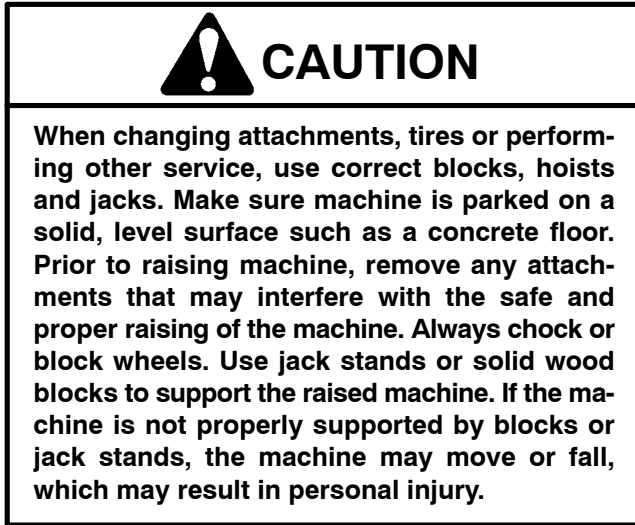 CAUTION
When changing attachments, tires or perform-
ing other service, use correct blocks, hoists
and jacks. Make sure machine is parked on a
solid, level surface such as a concrete floor.
Prior to raising machine, remove any attach-
ments that may interfere with the safe and
proper raising of the machine. Always chock or
block wheels. Use jack stands or solid wood
blocks to support the raised machine. If the ma-
chine is not properly supported by blocks or
jack stands, the machine may move or fall,
which may result in personal injury.